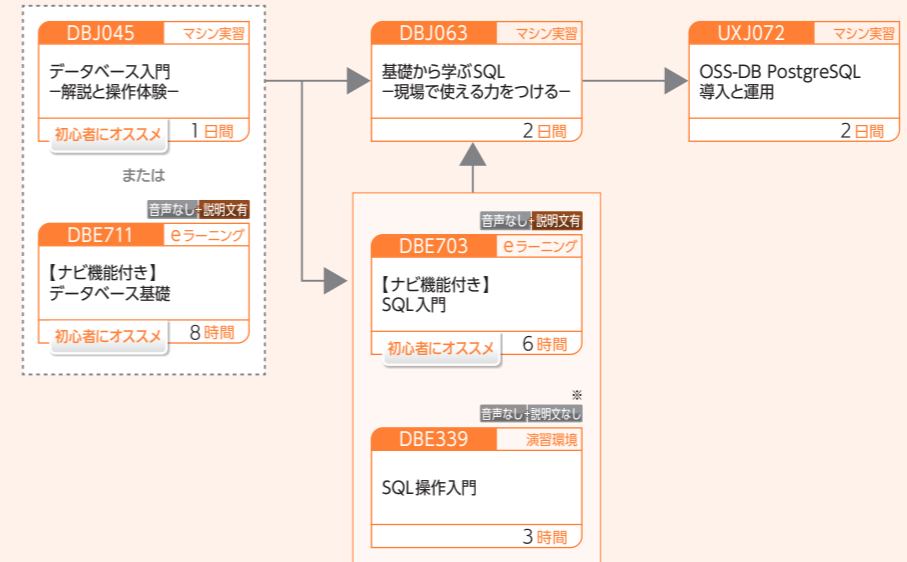 DBJ045 マシン実習
データベース入門
−解説と操作体験−
初心者にオススメ 1日間
または
音声なし+説明文有
DBE711 eラーニング
【ナビ機能付き】
データベース基礎
初心者にオススメ 8時間
DBJ063 マシン実習
基礎から学ぶSQL
−現場で使える力をつける−
2日間
音声なし+説明文有
DBE703 eラーニング
【ナビ機能付き】
SQL入門
初心者にオススメ 6時間
※
音声なし+説明文なし
DBE339 演習環境
SQL操作入門
3時間
UXJ072 マシン実習
OSS-DB PostgreSQL
導入と運用
2日間